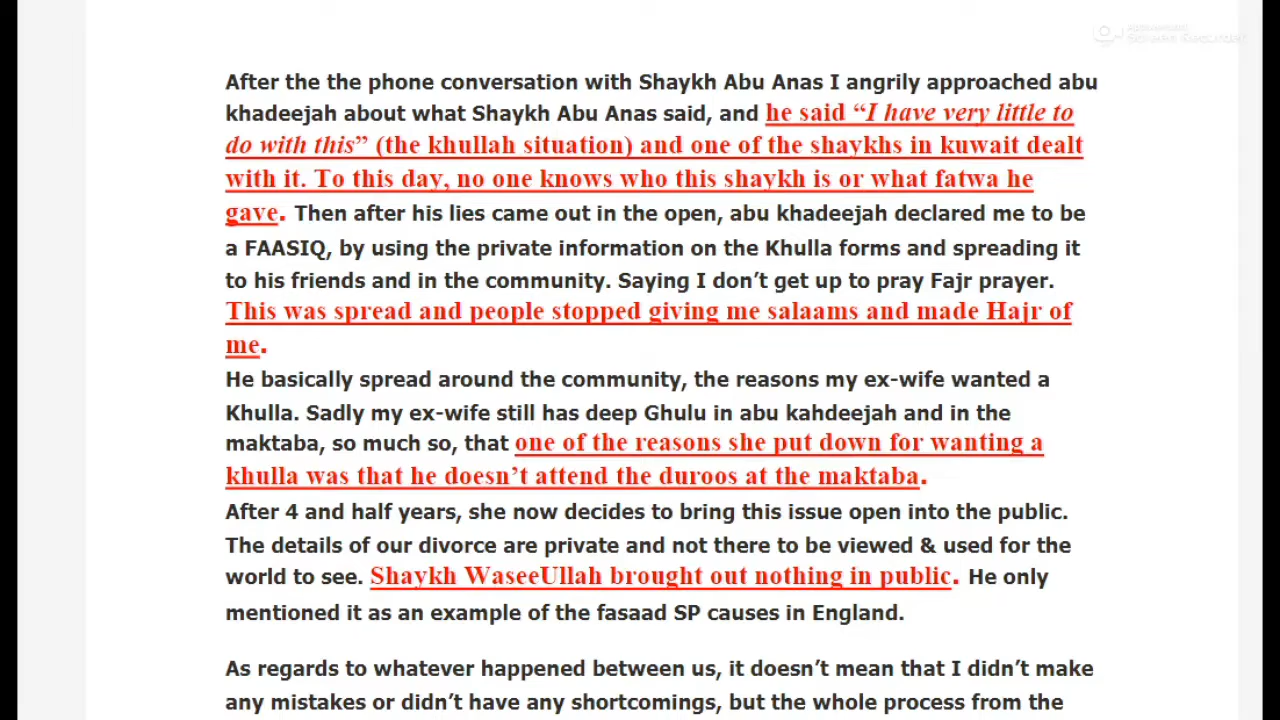 Apowersoft
Screen Recorder
After the the phone conversation with Shaykh Abu Anas I angrily approached abu
khadeejah about what Shaykh Abu Anas said, and he said “I have very little to
do with this” (the khullah situation) and one of the shaykhs in kuwait dealt
with it. To this day, no one knows who this shaykh is or what fatwa he
gave. Then after his lies came out in the open, abu khadeejah declared me to be
a FAASIQ, by using the private information on the Khulla forms and spreading it
to his friends and in the community. Saying I don’t get up to pray Fajr prayer.
This was spread and people stopped giving me salaams and made Hajr of
me.
He basically spread around the community, the reasons my ex-wife wanted a
Khulla. Sadly my ex-wife still has deep Ghulu in abu kahdeejah and in the
maktaba, so much so, that one of the reasons she put down for wanting a
khulla was that he doesn’t attend the duroos at the maktaba.
After 4 and half years, she now decides to bring this issue open into the public.
The details of our divorce are private and not there to be viewed & used for the
world to see. Shaykh WaseeUllah brought out nothing in public. He only
mentioned it as an example of the fasaad SP causes in England.
As regards to whatever happened between us, it doesn’t mean that I didn’t make
any mistakes or didn’t have any shortcomings, but the whole process from the